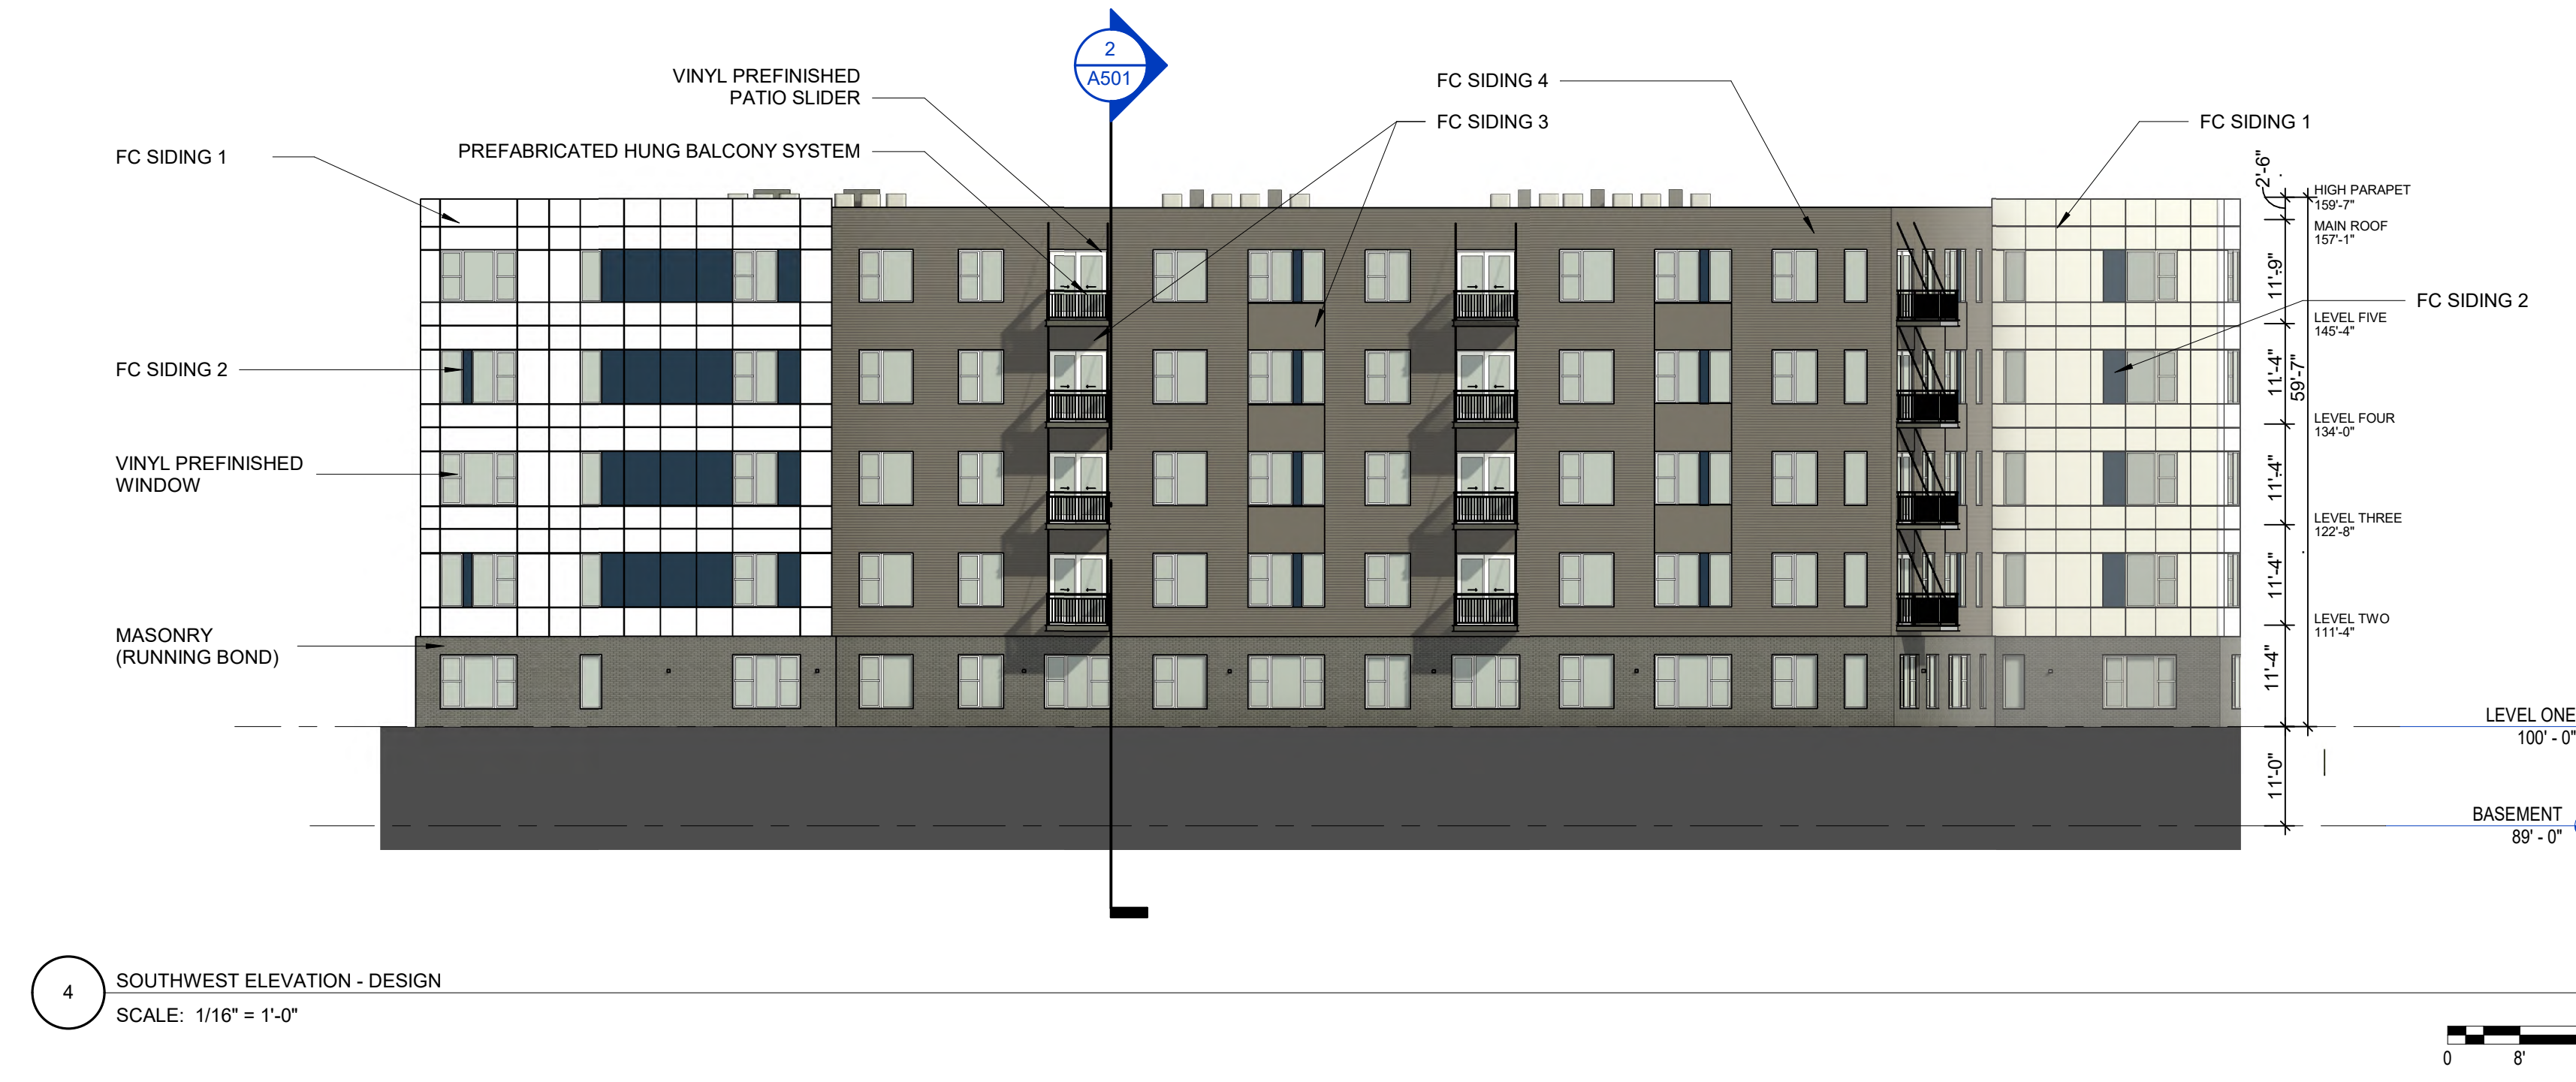 2
A501
VINYL PREFINISHED
PATIO SLIDER
FC SIDING 4
FC SIDING 3
FC SIDING 1
PREFABRICATED HUNG BALCONY SYSTEM
FC SIDING 1
2'-6"
HIGH PARAPET
159'-7"
MAIN ROOF
157'-1"
11'-9"
FC SIDING 2
LEVEL FIVE
145'-4"
FC SIDING 2
11'-4"
59'-7"
LEVEL FOUR
134'-0"
VINYL PREFINISHED
WINDOW
11'-4"
LEVEL THREE
122'-8"
11'-4"
LEVEL TWO
111'-4"
MASONRY
(RUNNING BOND)
11'-4"
LEVEL ONE
100' - 0"
11'-0"
BASEMENT
89' - 0"
4
SOUTHWEST ELEVATION - DESIGN
SCALE: 1/16" = 1'-0"
0 8'